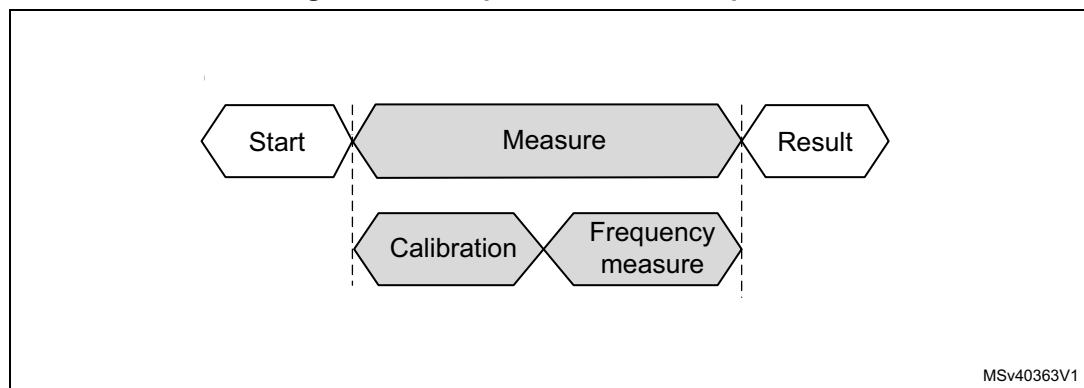 Start
Measure
Result
Calibration
Frequency
measure
MSv40363V1